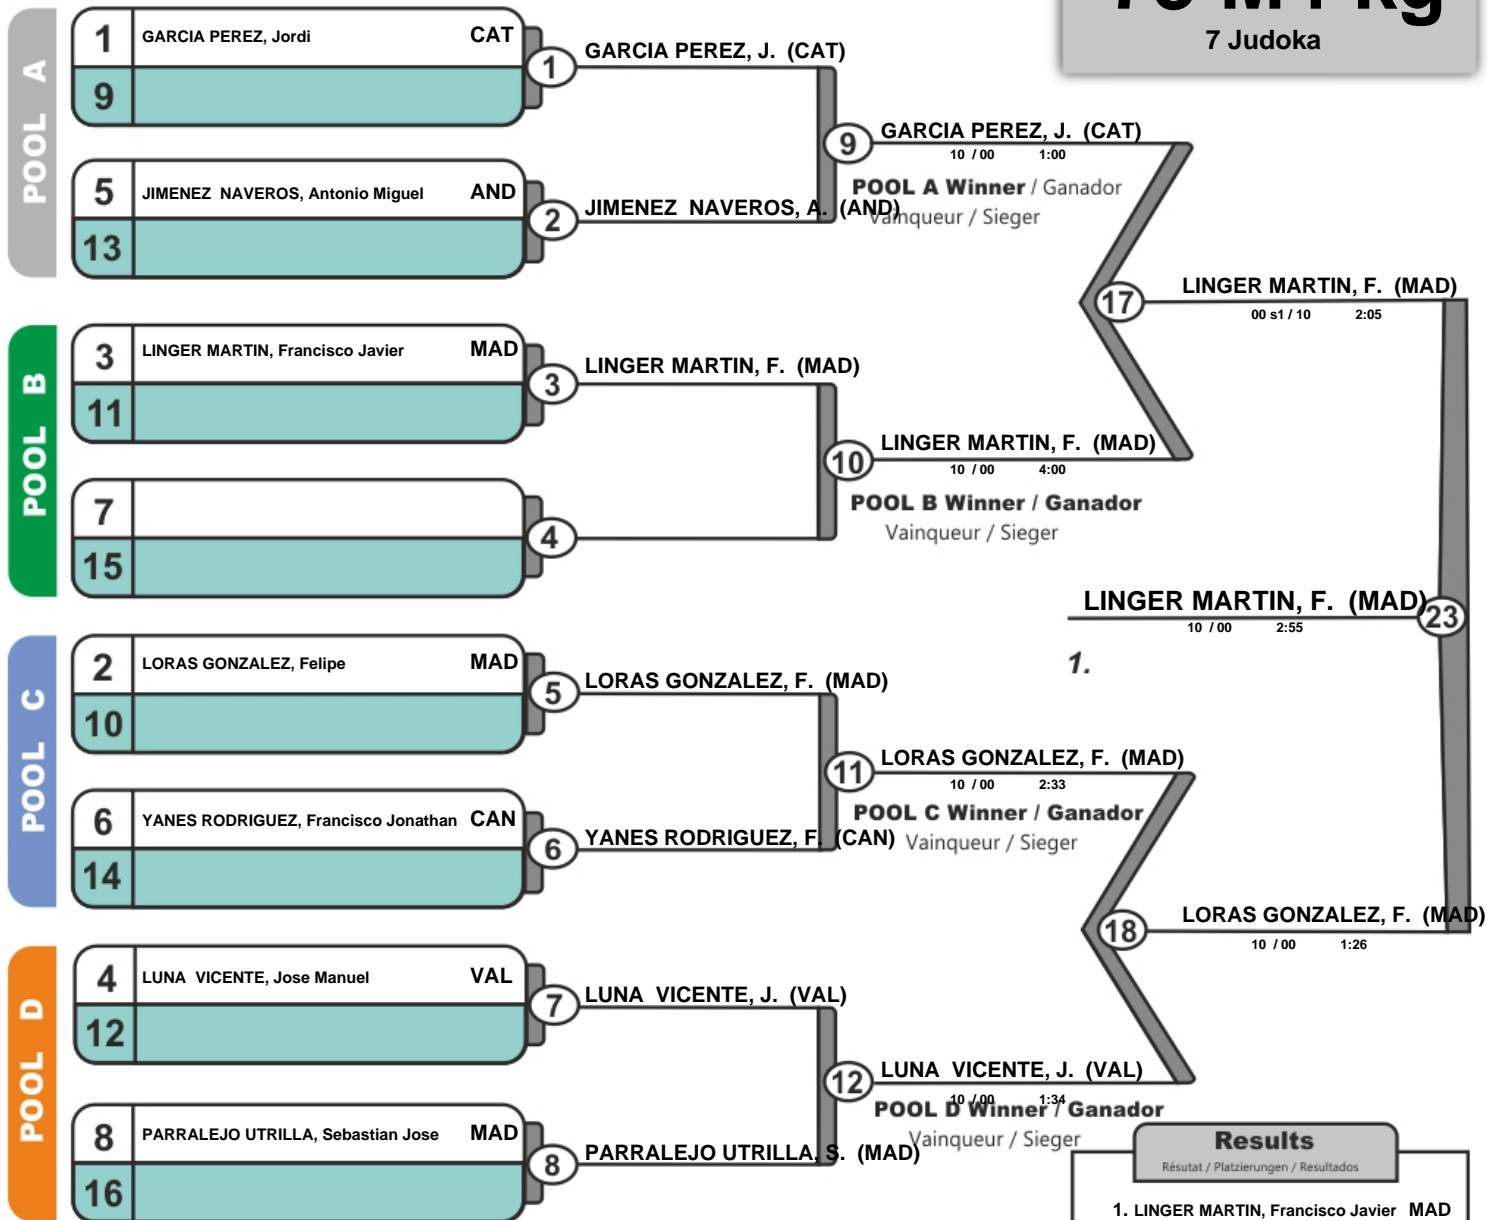 7 Judoka
POOL A
1 GARCIA PEREZ, Jordi CAT
9
1
GARCIA PEREZ, J. (CAT)
5 JIMENEZ NAVEROS, Antonio Miguel AND
13
2
JIMENEZ NAVEROS, A. (AND)
9
GARCIA PEREZ, J. (CAT)
10 / 00 1:00
POOL A Winner / Ganador
Vainqueur / Sieger
POOL B
3 LINGER MARTIN, Francisco Javier MAD
11
3
LINGER MARTIN, F. (MAD)
7
15
4
10
LINGER MARTIN, F. (MAD)
10 / 00 4:00
POOL B Winner / Ganador
Vainqueur / Sieger
17
LINGER MARTIN, F. (MAD)
00 s1 / 10 2:05
LINGER MARTIN, F. (MAD)
23
10 / 00 2:55
1.
POOL C
2 LORAS GONZALEZ, Felipe MAD
10
5
LORAS GONZALEZ, F. (MAD)
6 YANES RODRIGUEZ, Francisco Jonathan CAN
14
6
YANES RODRIGUEZ, F. (CAN)
11
LORAS GONZALEZ, F. (MAD)
10 / 00 2:33
POOL C Winner / Ganador
Vainqueur / Sieger
18
LORAS GONZALEZ, F. (MAD)
10 / 00 1:26
POOL D
4 LUNA VICENTE, Jose Manuel VAL
12
7
LUNA VICENTE, J. (VAL)
8 PARRALEJO UTRILLA, Sebastian Jose MAD
16
8
PARRALEJO UTRILLA, S. (MAD)
12
LUNA VICENTE, J. (VAL)
10 / 00 1:34
POOL D Winner / Ganador
Vainqueur / Sieger
Results
Résutat / Platzierungen / Resultados
1. LINGER MARTIN, Francisco Javier MAD